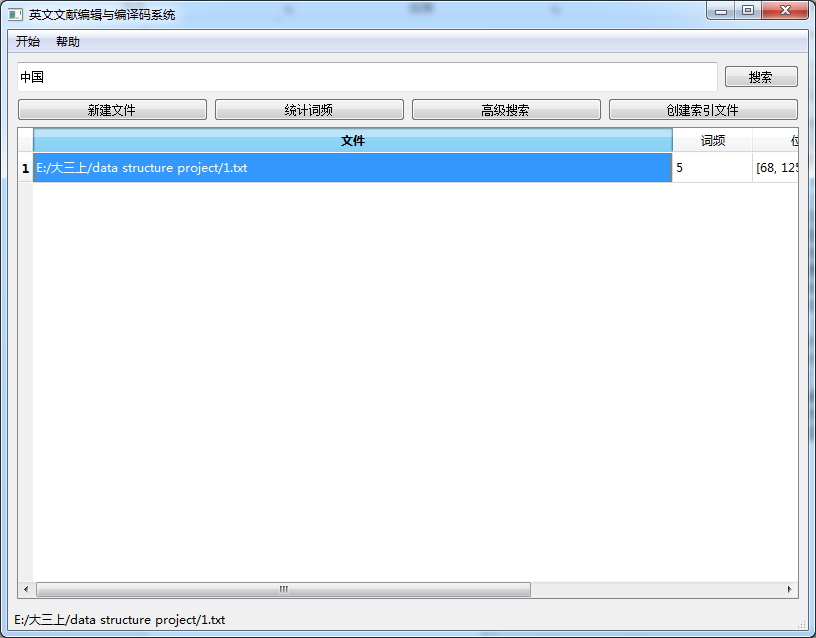 英文文献编辑与编译码系统
开始 帮助
中国 搜索
新建文件 统计词频 高级搜索 创建索引文件
文件 词频
1 E:/大三上/data structure project/1.txt 5 [68, 125
E:/大三上/data structure project/1.txt